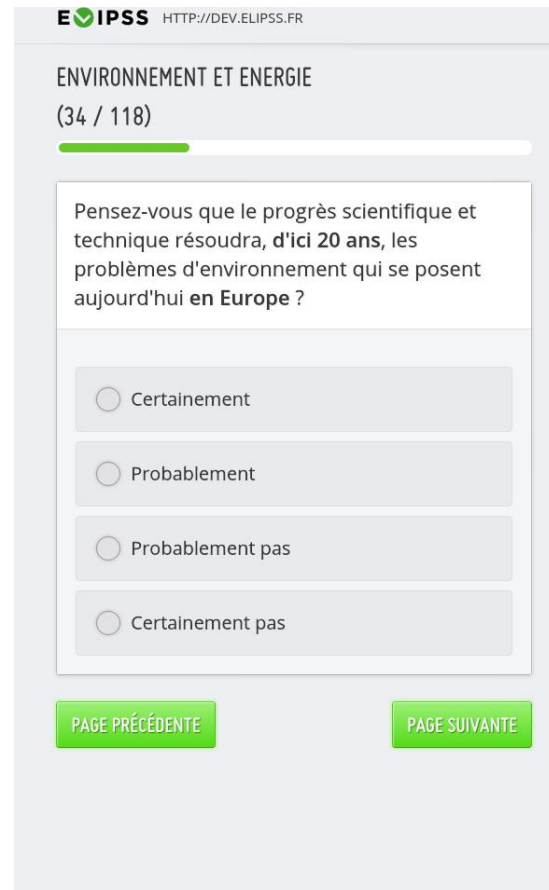 ELIPSS HTTP://DEV.ELIPSS.FR
ENVIRONNEMENT ET ENERGIE
(34 / 118)
Pensez-vous que le progrès scientifique et
technique résoudra, d'ici 20 ans, les
problèmes d'environnement qui se posent
aujourd'hui en Europe ?
Certainement
Probablement
Probablement pas
Certainement pas
PAGE PRÉCÉDENTE
PAGE SUIVANTE